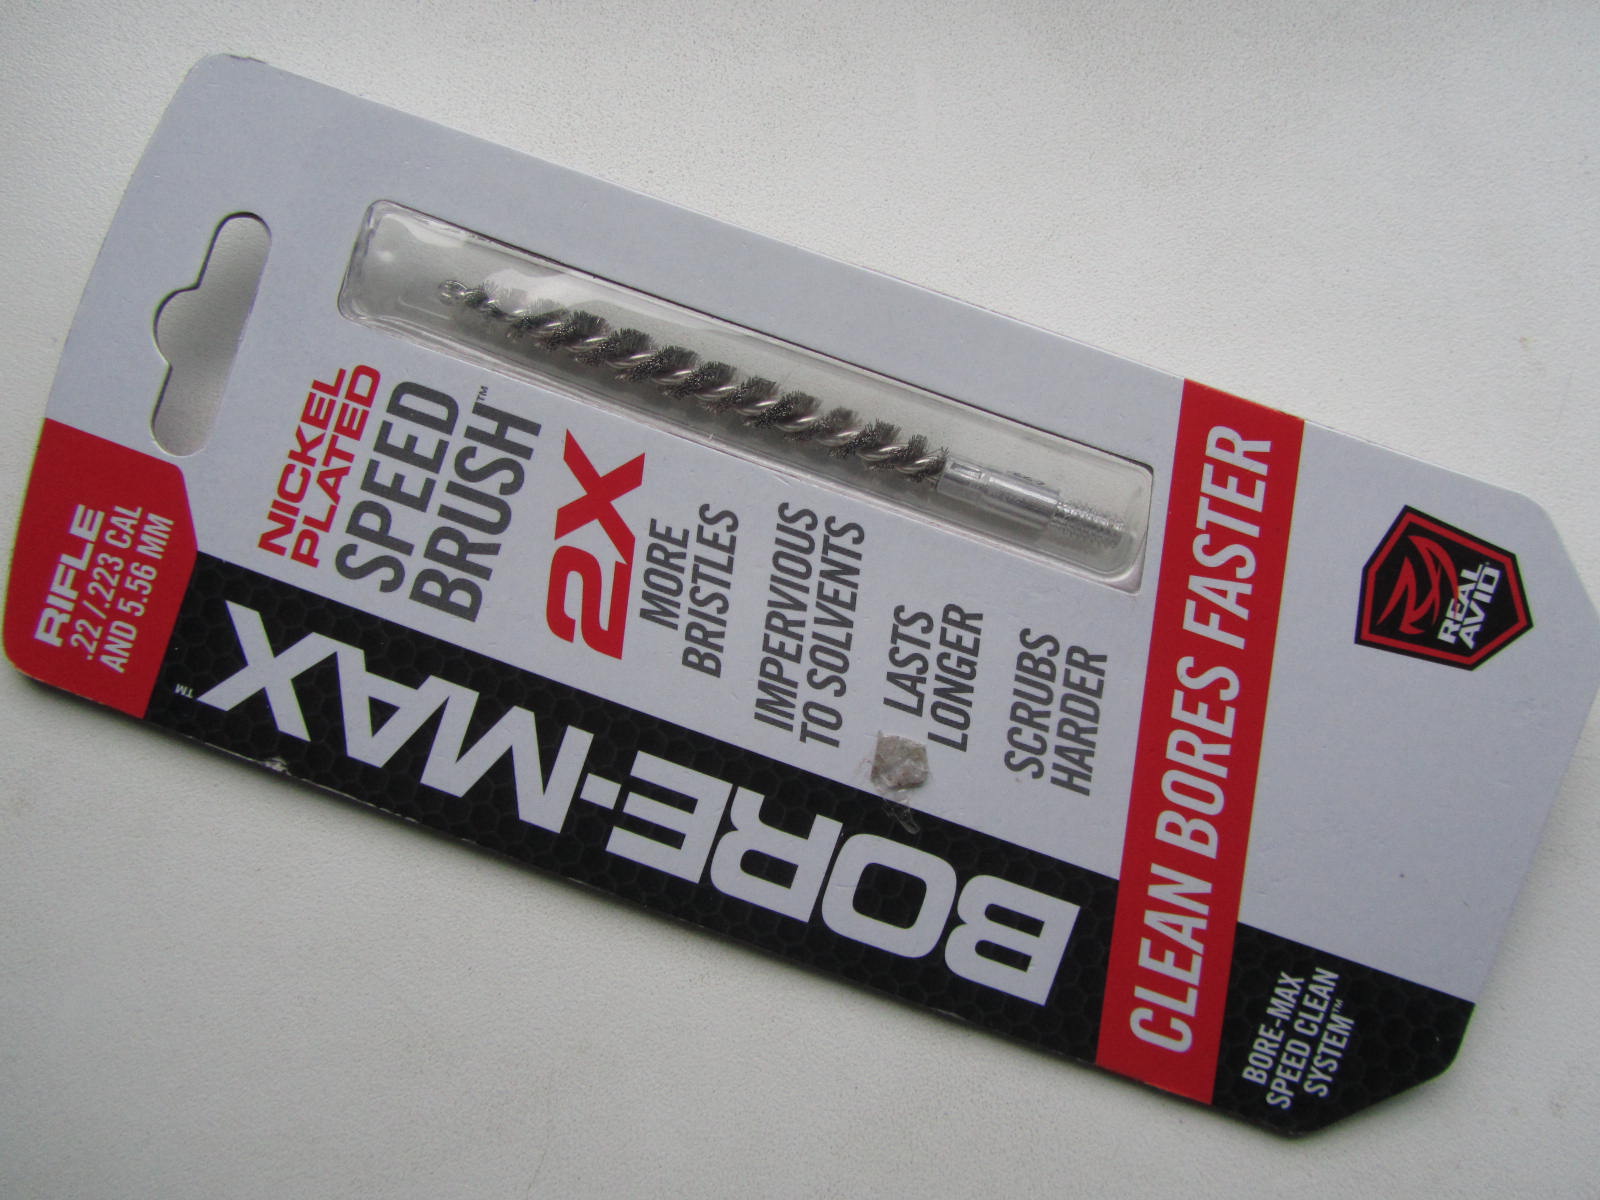 RIFLE
.22 / .223 CAL
AND 5.56 MM
NICKEL
PLATED
SPEED
BRUSH™
2X
MORE
BRISTLES
IMPERVIOUS
TO SOLVENTS
LASTS
LONGER
SCRUBS
HARDER
BORE-MAX™
CLEAN BORES FASTER
REAL
AVID®
BORE-MAX
SPEED CLEAN
SYSTEM™